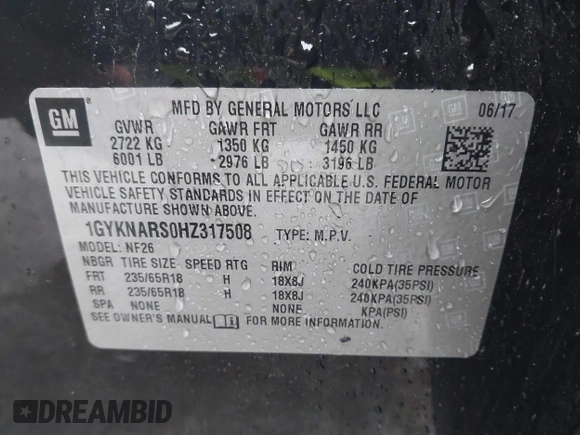 GM ®
MFD BY GENERAL MOTORS LLC 06/17
GVWR GAWR FRT GAWR RR
2722 KG 1350 KG 1450 KG
6001 LB 2976 LB 3196 LB
THIS VEHICLE CONFORMS TO ALL APPLICABLE U.S. FEDERAL MOTOR
VEHICLE SAFETY STANDARDS IN EFFECT ON THE DATE OF
MANUFACTURE SHOWN ABOVE.
1GYKNARS0HZ317508 TYPE: M.P.V.
MODEL: NF26
NBGR TIRE SIZE SPEED RTG RIM COLD TIRE PRESSURE
FRT 235/65R18 H 18X8J 240KPA(35PSI)
RR 235/65R18 H 18X8J 240KPA(35PSI)
SPA NONE NONE KPA(PSI)
SEE OWNER'S MANUAL FOR MORE INFORMATION.
DREAMBID